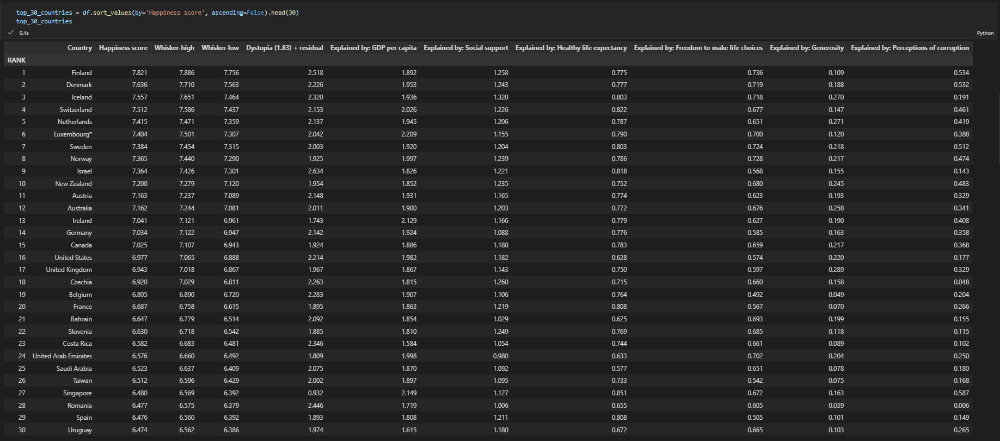 top_30_countries = df.sort_values(by='Happiness score', ascending=False).head(30)
top_30_countries
0.4s Python
Country Happiness score Whisker-high Whisker-low Dystopia (1.83) + residual Explained by: GDP per capita Explained by: Social support Explained by: Healthy life expectancy Explained by: Freedom to make life choices Explained by: Generosity Explained by: Perceptions of corruption
RANK
1 Finland 7.821 7.886 7.756 2.518 1.892 1.258 0.775 0.736 0.109 0.534
2 Denmark 7.636 7.710 7.563 2.226 1.953 1.243 0.777 0.719 0.188 0.532
3 Iceland 7.557 7.651 7.464 2.320 1.936 1.320 0.803 0.718 0.270 0.191
4 Switzerland 7.512 7.586 7.437 2.153 2.026 1.226 0.822 0.677 0.147 0.461
5 Netherlands 7.415 7.471 7.359 2.137 1.945 1.206 0.787 0.651 0.271 0.419
6 Luxembourg* 7.404 7.501 7.307 2.042 2.209 1.155 0.790 0.700 0.120 0.388
7 Sweden 7.384 7.454 7.315 2.003 1.920 1.204 0.803 0.724 0.218 0.512
8 Norway 7.365 7.440 7.290 1.925 1.997 1.239 0.786 0.728 0.217 0.474
9 Israel 7.364 7.426 7.301 2.634 1.826 1.221 0.818 0.568 0.155 0.143
10 New Zealand 7.200 7.279 7.120 1.954 1.852 1.235 0.752 0.680 0.245 0.483
11 Austria 7.163 7.237 7.089 2.148 1.931 1.165 0.774 0.623 0.193 0.329
12 Australia 7.162 7.244 7.081 2.011 1.900 1.203 0.772 0.676 0.258 0.341
13 Ireland 7.041 7.121 6.961 1.743 2.129 1.166 0.779 0.627 0.190 0.408
14 Germany 7.034 7.122 6.947 2.142 1.924 1.088 0.776 0.585 0.163 0.358
15 Canada 7.025 7.107 6.943 1.924 1.886 1.188 0.783 0.659 0.217 0.368
16 United States 6.977 7.065 6.888 2.214 1.982 1.182 0.628 0.574 0.220 0.177
17 United Kingdom 6.943 7.018 6.867 1.967 1.867 1.143 0.750 0.597 0.289 0.329
18 Czechia 6.920 7.029 6.811 2.263 1.815 1.260 0.715 0.660 0.158 0.048
19 Belgium 6.805 6.890 6.720 2.283 1.907 1.106 0.764 0.492 0.049 0.204
20 France 6.687 6.758 6.615 1.895 1.863 1.219 0.808 0.567 0.070 0.266
21 Bahrain 6.647 6.779 6.514 2.092 1.854 1.029 0.625 0.693 0.199 0.155
22 Slovenia 6.630 6.718 6.542 1.885 1.810 1.249 0.769 0.685 0.118 0.115
23 Costa Rica 6.582 6.683 6.481 2.346 1.584 1.054 0.744 0.661 0.089 0.102
24 United Arab Emirates 6.576 6.660 6.492 1.809 1.998 0.980 0.633 0.702 0.204 0.250
25 Saudi Arabia 6.523 6.637 6.409 2.075 1.870 1.092 0.577 0.651 0.078 0.180
26 Taiwan 6.512 6.596 6.429 2.002 1.897 1.095 0.733 0.542 0.075 0.168
27 Singapore 6.480 6.569 6.392 0.932 2.149 1.127 0.851 0.672 0.163 0.587
28 Romania 6.477 6.575 6.379 2.446 1.719 1.006 0.655 0.605 0.039 0.006
29 Spain 6.476 6.560 6.392 1.893 1.808 1.211 0.808 0.505 0.101 0.149
30 Uruguay 6.474 6.562 6.386 1.974 1.615 1.180 0.672 0.665 0.103 0.265